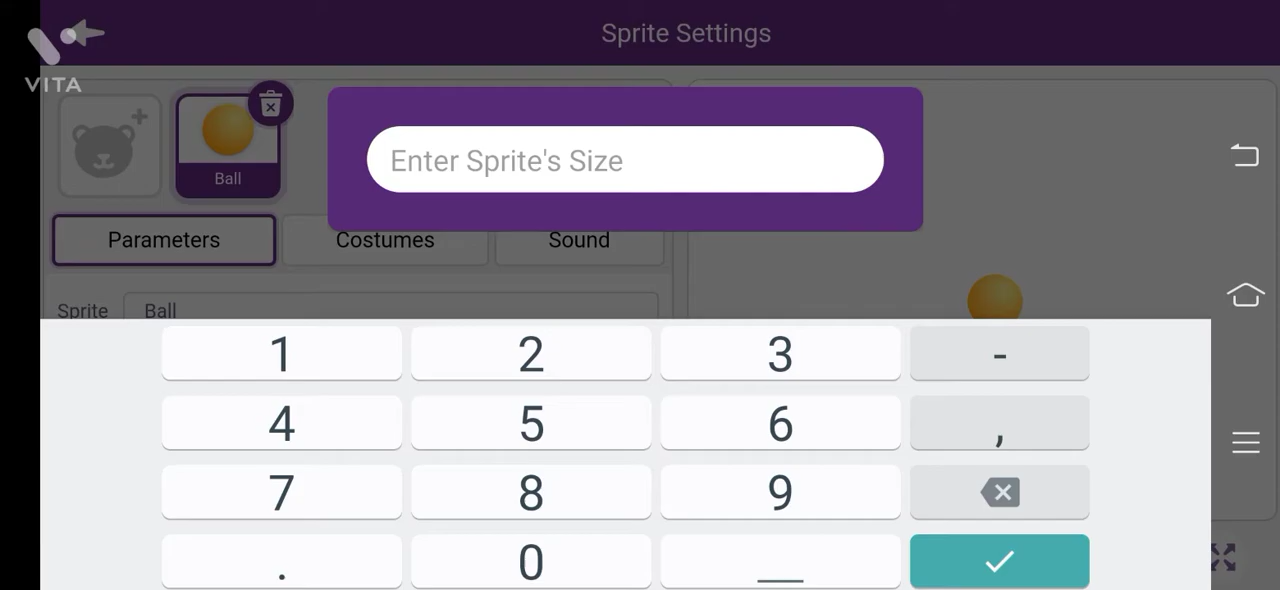 Sprite Settings
VITA
Ball
Enter Sprite's Size
Parameters
Costumes
Sound
Sprite
Ball
1
2
3
-
4
5
6
,
7
8
9
.
0
_